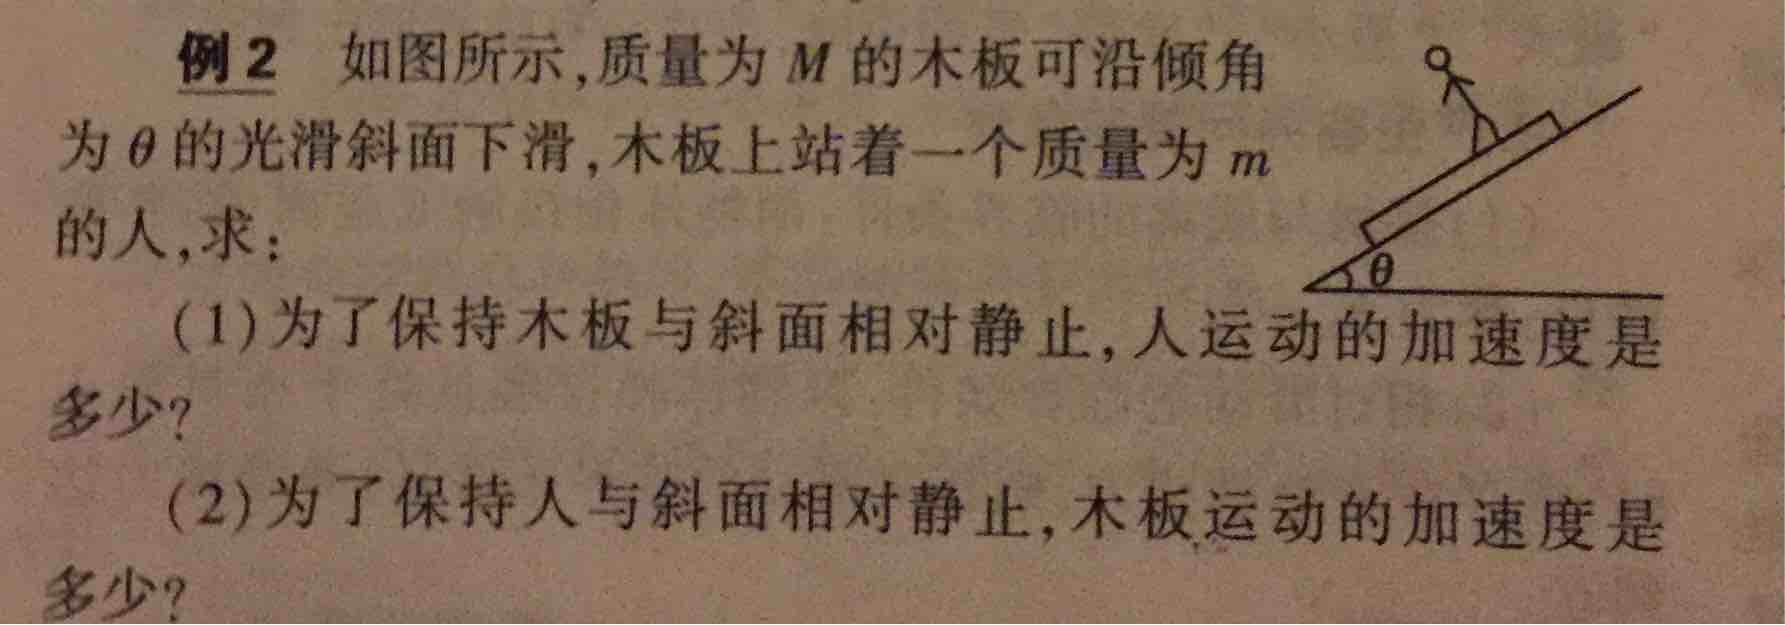 例2 如图所示,质量为 M 的木板可沿倾角
为 θ 的光滑斜面下滑,木板上站着一个质量为 m
的人,求:
θ
(1)为了保持木板与斜面相对静止,人运动的加速度是
多少?
(2)为了保持人与斜面相对静止,木板运动的加速度是
多少?